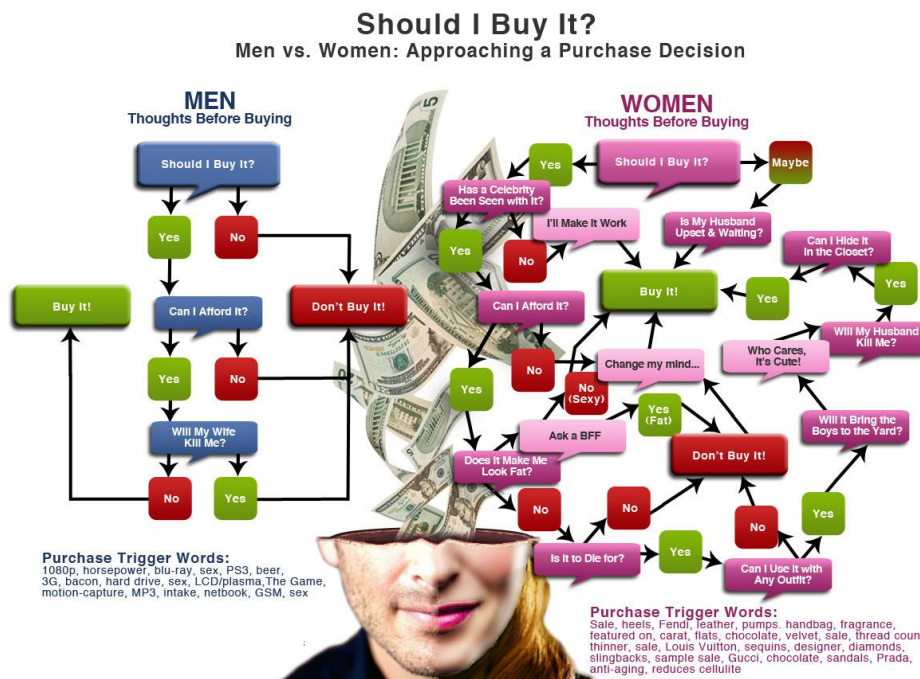 Should I Buy It?
Men vs. Women: Approaching a Purchase Decision
MEN
Thoughts Before Buying
Should I Buy It?
Yes
No
Buy It!
Can I Afford It?
Don't Buy It!
Yes
No
Will My Wife
Kill Me?
No
Yes
Purchase Trigger Words:
1080p, horsepower, blu-ray, sex, PS3, beer,
3G, bacon, hard drive, sex, LCD/plasma,The Game,
motion-capture, MP3, intake, netbook, GSM, sex
WOMEN
Thoughts Before Buying
Yes
Should I Buy It?
Maybe
Has a Celebrity
Been Seen with It?
I'll Make It Work
Is My Husband
Upset & Waiting?
Can I Hide It
In the Closet?
Yes
No
Can I Afford It?
Buy It!
Yes
Yes
Will My Husband
Kill Me?
No
Change my mind...
Who Cares,
It's Cute!
Yes
No
(Sexy)
Yes
(Fat)
Ask a BFF
Will it Bring the
Boys to the Yard?
Does It Make Me
Look Fat?
Don't Buy It!
No
No
No
Yes
Is It to Die for?
Yes
Can I Use It with
Any Outfit?
Purchase Trigger Words:
Sale, heels, Fendi, leather, pumps. handbag, fragrance,
featured on, carat, flats, chocolate, velvet, sale, thread coun
thinner, sale, Louis Vuitton, sequins, designer, diamonds,
slingbacks, sample sale, Gucci, chocolate, sandals, Prada,
anti-aging, reduces cellulite
5